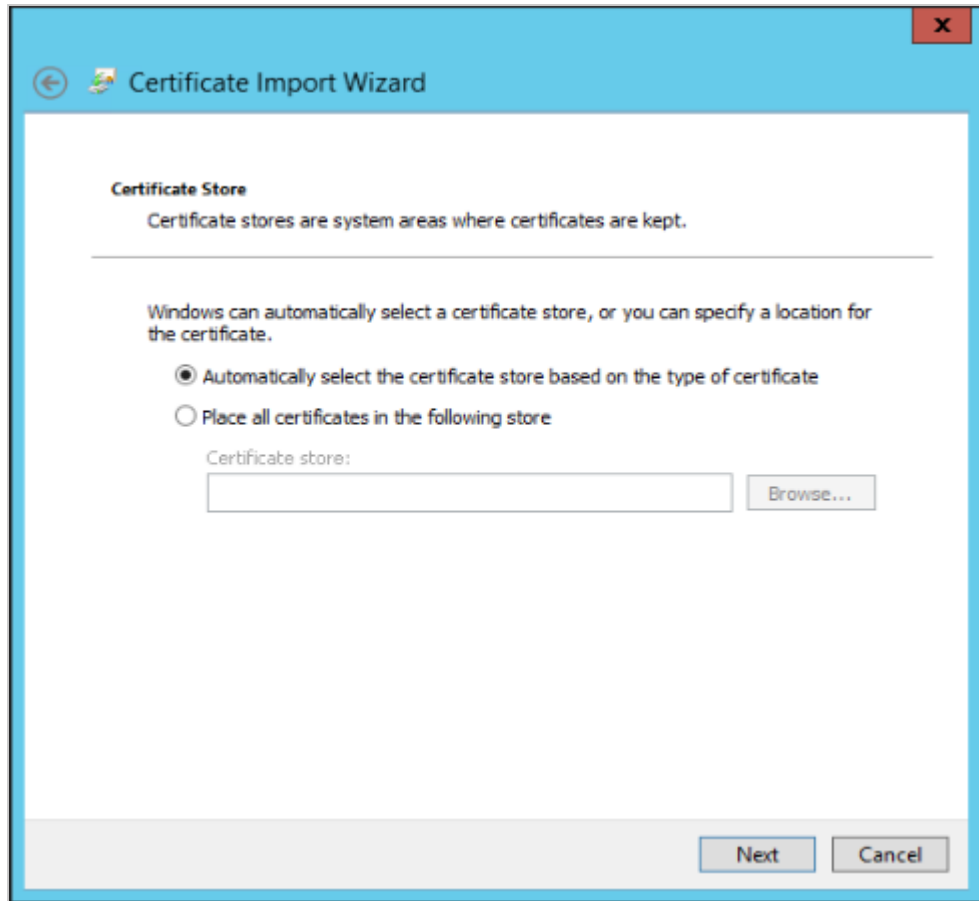 x
Certificate Import Wizard
Certificate Store
Certificate stores are system areas where certificates are kept.
Windows can automatically select a certificate store, or you can specify a location for
the certificate.
Automatically select the certificate store based on the type of certificate
Place all certificates in the following store
Certificate store:
Browse...
Next Cancel